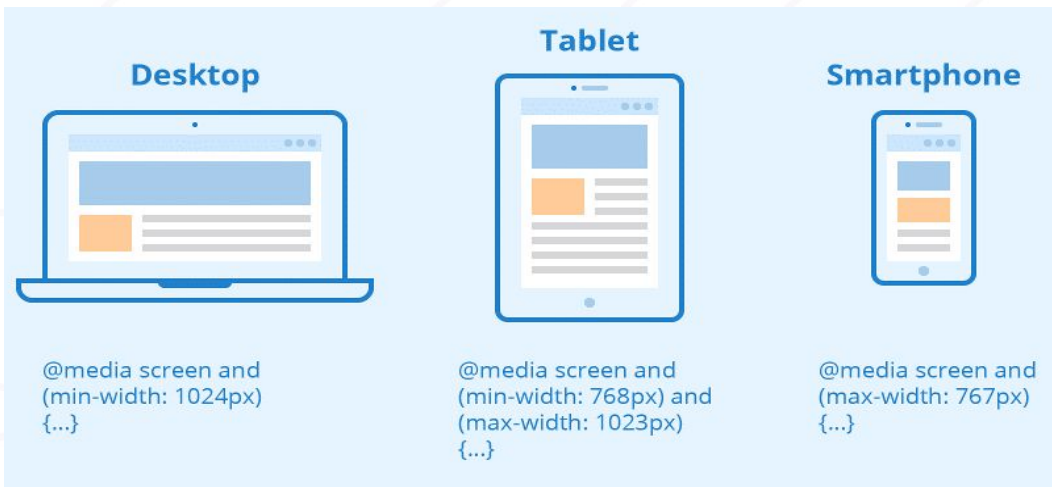 Desktop
@media screen and
(min-width: 1024px)
{...}
Tablet
@media screen and
(min-width: 768px) and
(max-width: 1023px)
{...}
Smartphone
@media screen and
(max-width: 767px)
{...}